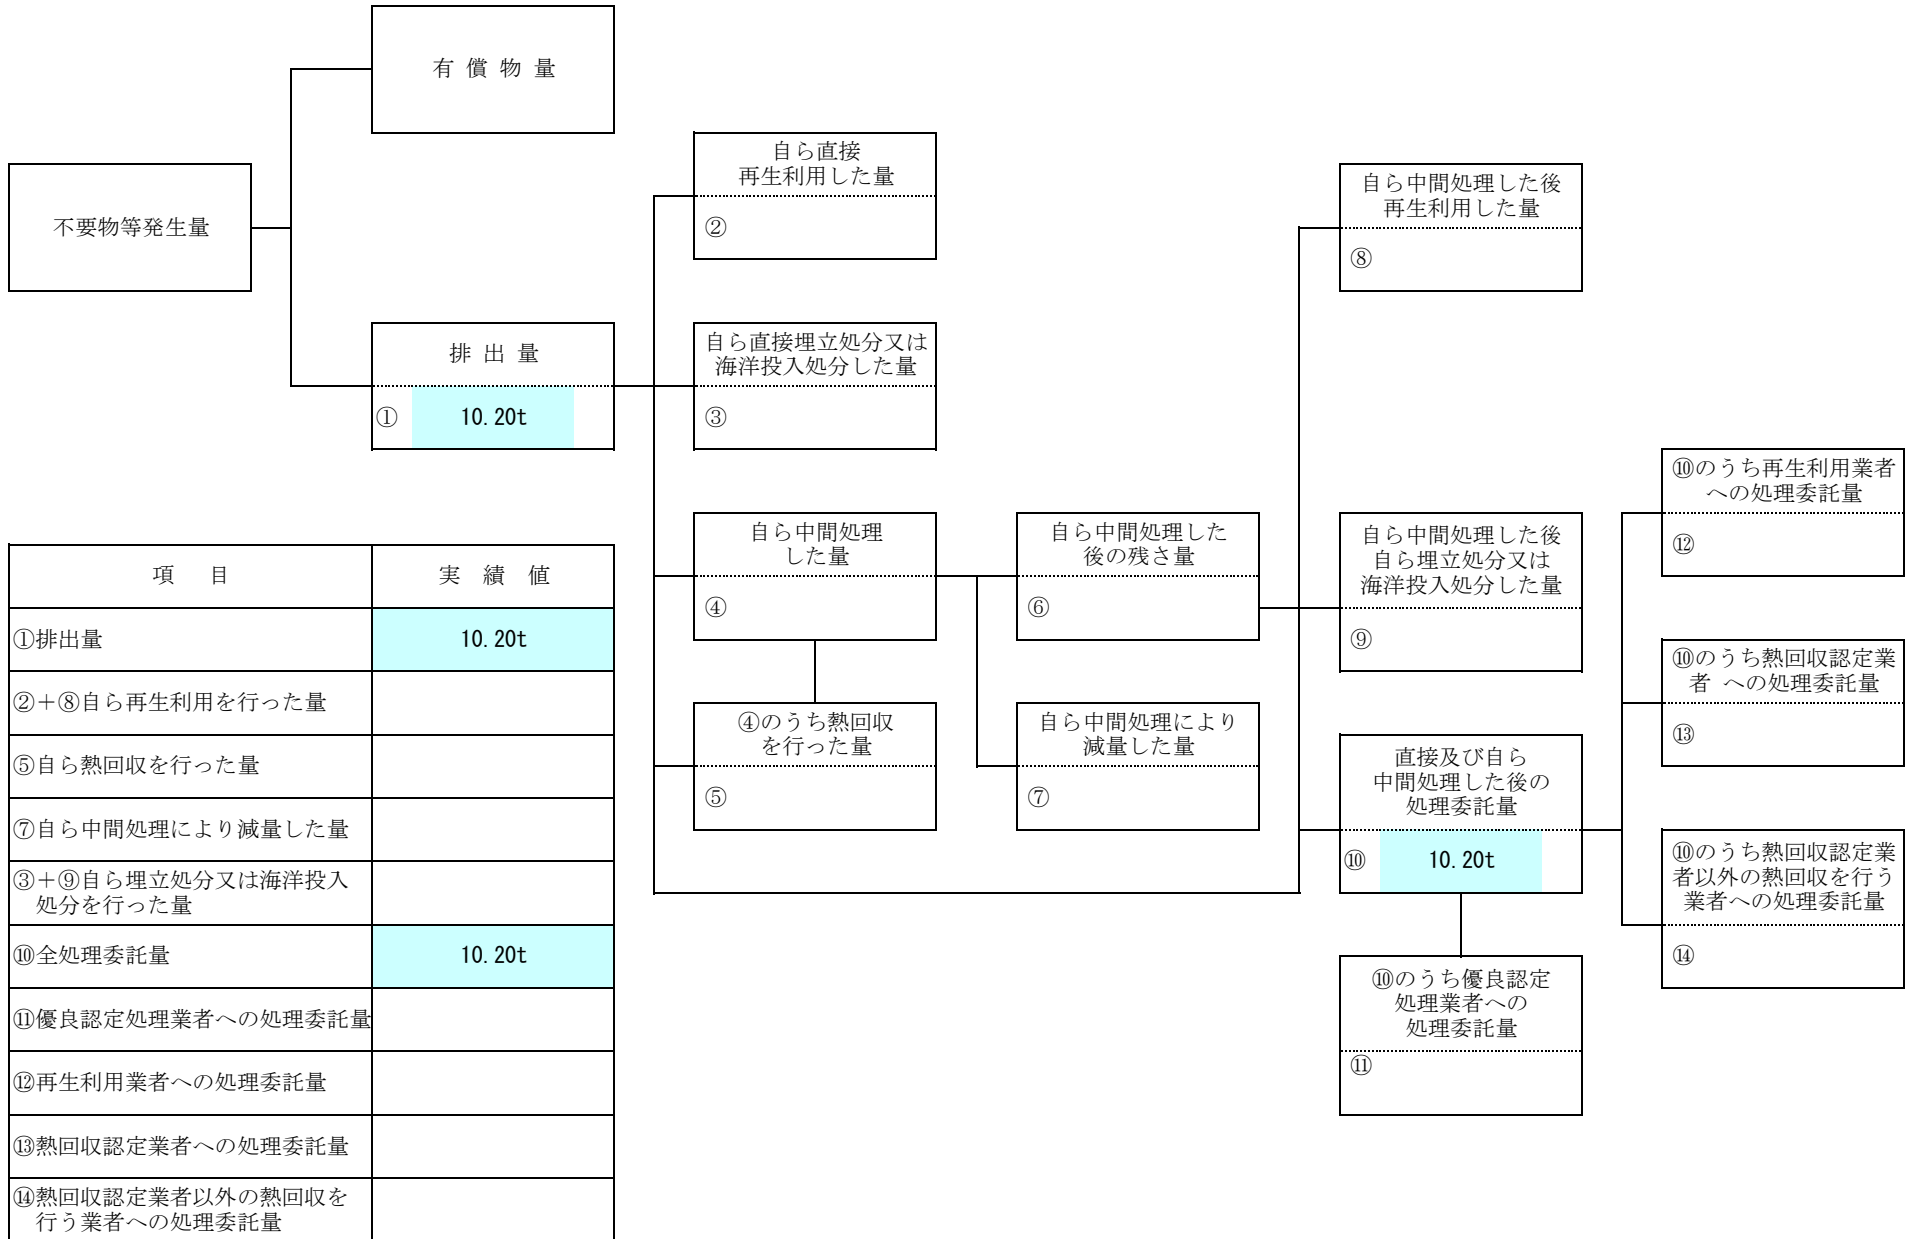 有 償 物 量
不要物等発生量
排 出 量
① 10.20t
自ら直接
再生利用した量
②
自ら直接埋立処分又は
海洋投入処分した量
③
自ら中間処理
した量
④
④のうち熱回収
を行った量
⑤
自ら中間処理した
後の残さ量
⑥
自ら中間処理により
減量した量
⑦
自ら中間処理した後
再生利用した量
⑧
自ら中間処理した後
自ら埋立処分又は
海洋投入処分した量
⑨
直接及び自ら
中間処理した後の
処理委託量
⑩ 10.20t
⑩のうち優良認定
処理業者への
処理委託量
⑪
⑩のうち再生利用業者
への処理委託量
⑫
⑩のうち熱回収認定業
者 への処理委託量
⑬
⑩のうち熱回収認定業
者以外の熱回収を行う
業者への処理委託量
⑭
項 目 実 績 値
①排出量 10.20t
②＋⑧自ら再生利用を行った量
⑤自ら熱回収を行った量
⑦自ら中間処理により減量した量
③＋⑨自ら埋立処分又は海洋投入
処分を行った量
⑩全処理委託量 10.20t
⑪優良認定処理業者への処理委託量
⑫再生利用業者への処理委託量
⑬熱回収認定業者への処理委託量
⑭熱回収認定業者以外の熱回収を
行う業者への処理委託量